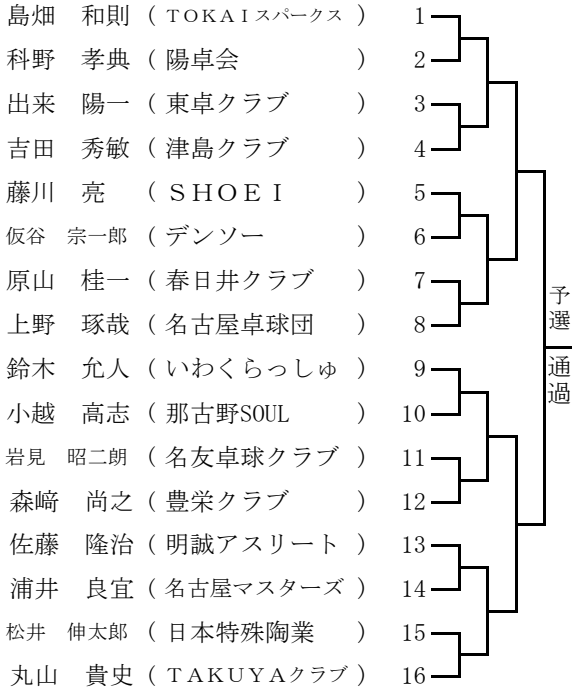 島畑　和則 ( ＴＯＫＡＩスパークス ) 1
科野　孝典 ( 陽卓会 ) 2
出来　陽一 ( 東卓クラブ ) 3
吉田　秀敏 ( 津島クラブ ) 4
藤川　亮 ( ＳＨＯＥＩ ) 5
仮谷　宗一郎 ( デンソー ) 6
原山　桂一 ( 春日井クラブ ) 7
上野　琢哉 ( 名古屋卓球団 ) 8
鈴木　允人 ( いわくらっしゅ ) 9
小越　高志 ( 那古野SOUL ) 10
岩見　昭二朗 ( 名友卓球クラブ ) 11
森﨑　尚之 ( 豊栄クラブ ) 12
佐藤　隆治 ( 明誠アスリート ) 13
浦井　良宜 ( 名古屋マスターズ ) 14
松井　伸太郎 ( 日本特殊陶業 ) 15
丸山　貴史 ( ＴＡＫＵＹＡクラブ ) 16
予選通過